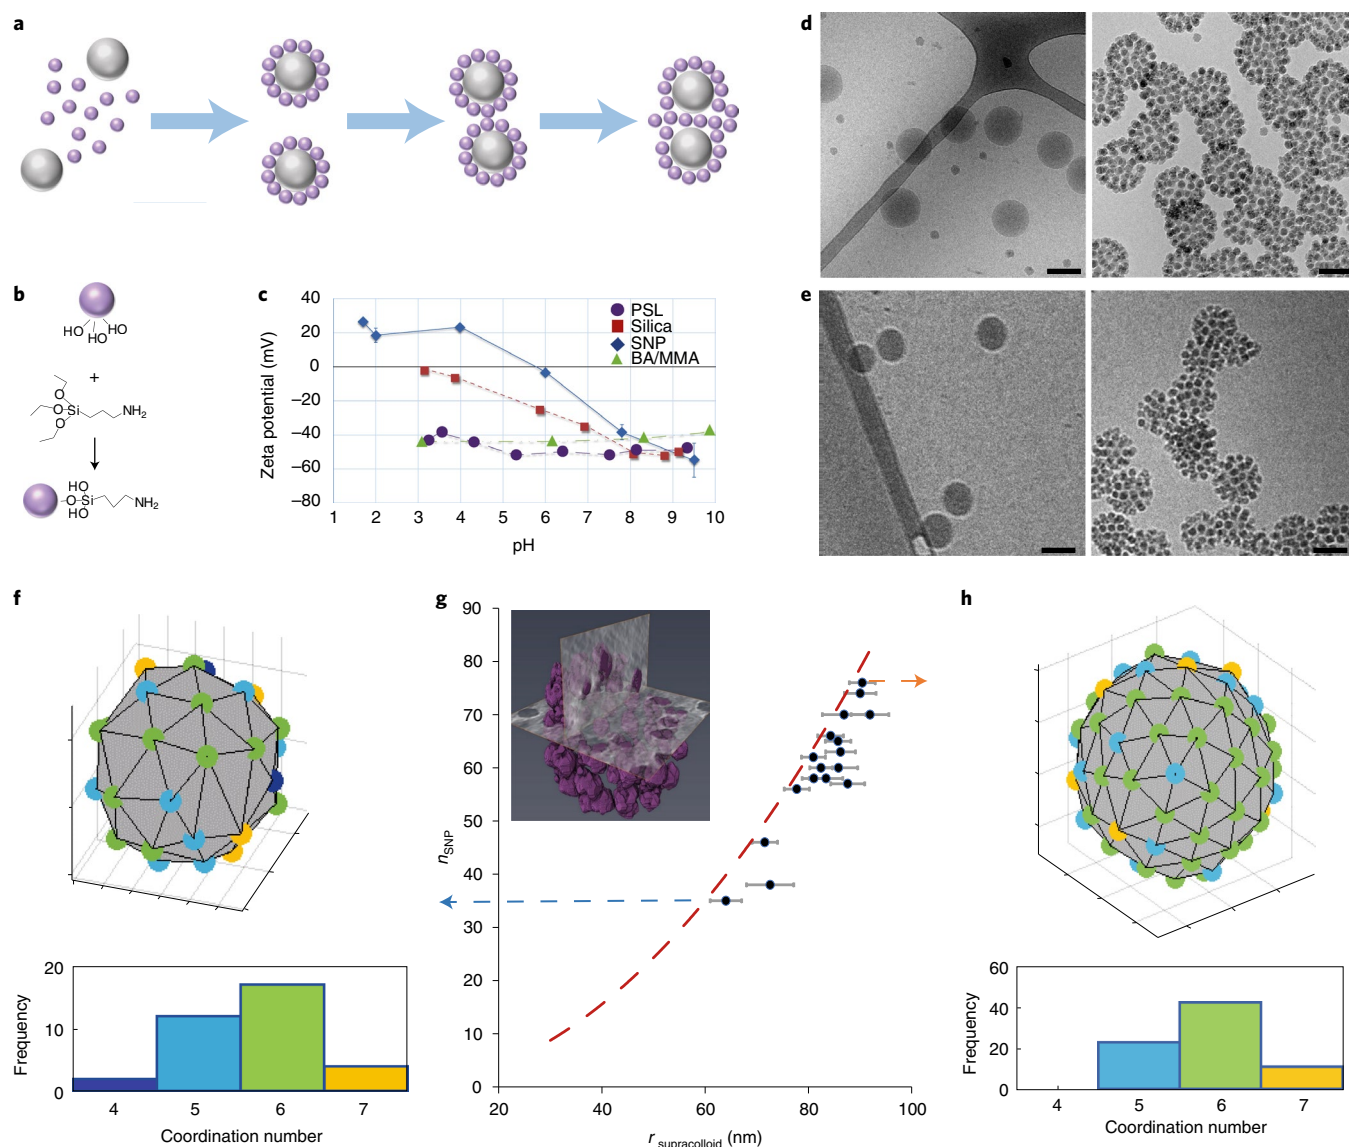 a
d
b
HO
HO
HO
+
O
O
Si
NH2
O
HO
O
Si
NH2
HO
c
40
20
0
−20
−40
−60
−80
Zeta potential (mV)
1 2 3 4 5 6 7 8 9 10
pH
PSL
Silica
SNP
BA/MMA
e
f
20
10
0
Frequency
4 5 6 7
Coordination number
g
90
80
70
60
50
40
30
20
10
0
nSNP
20 40 60 80 100
r supracolloid (nm)
h
60
40
20
0
Frequency
4 5 6 7
Coordination number